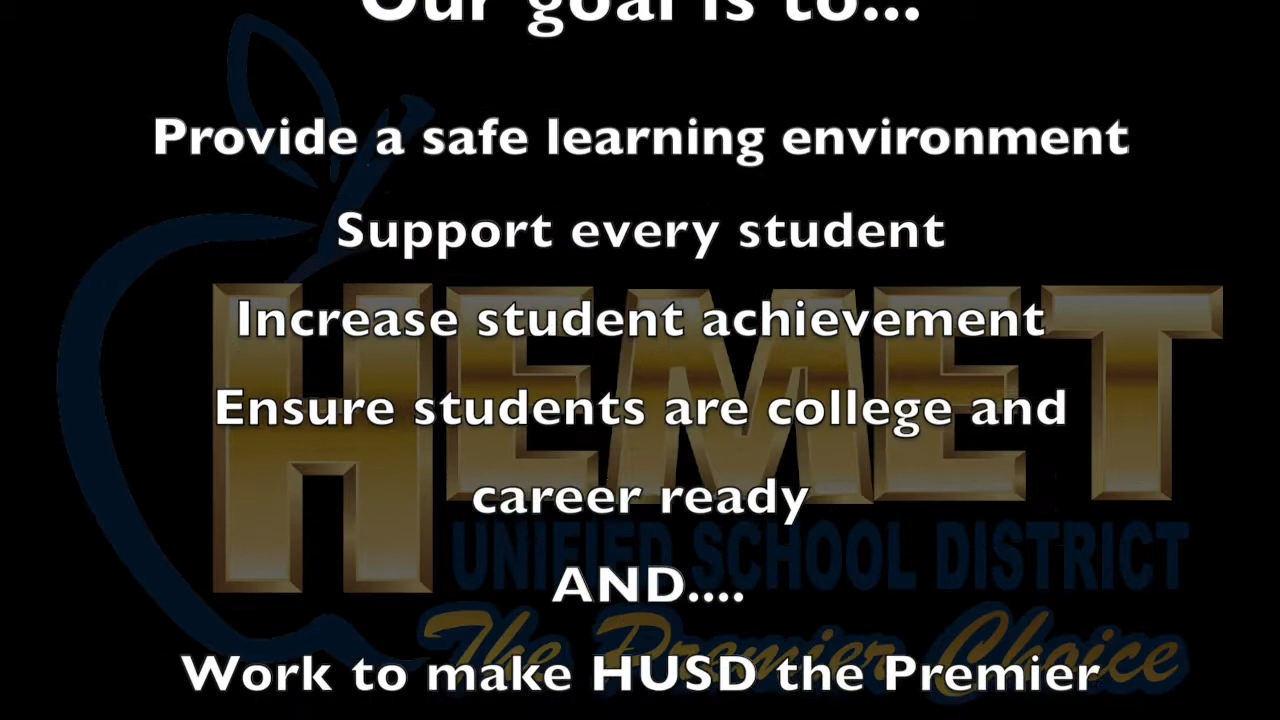 Our goal is to...
Provide a safe learning environment
Support every student
Increase student achievement
Ensure students are college and
career ready
AND....
Work to make HUSD the Premier
HEMET
UNIFIED SCHOOL DISTRICT
The Premier Choice